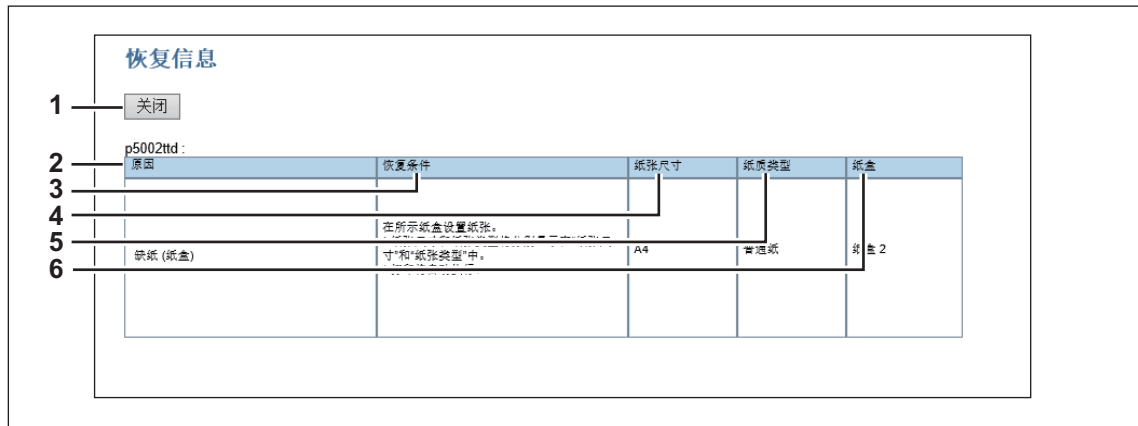 恢复信息
1
关闭
p5002ttd :
2
原因 恢复条件 纸张尺寸 纸质类型 纸盒
3
4
在所示纸盒设置纸张。
5
缺纸 (纸盒)
寸"和"纸张类型"中。
A4 普通纸 纸盒 2
6